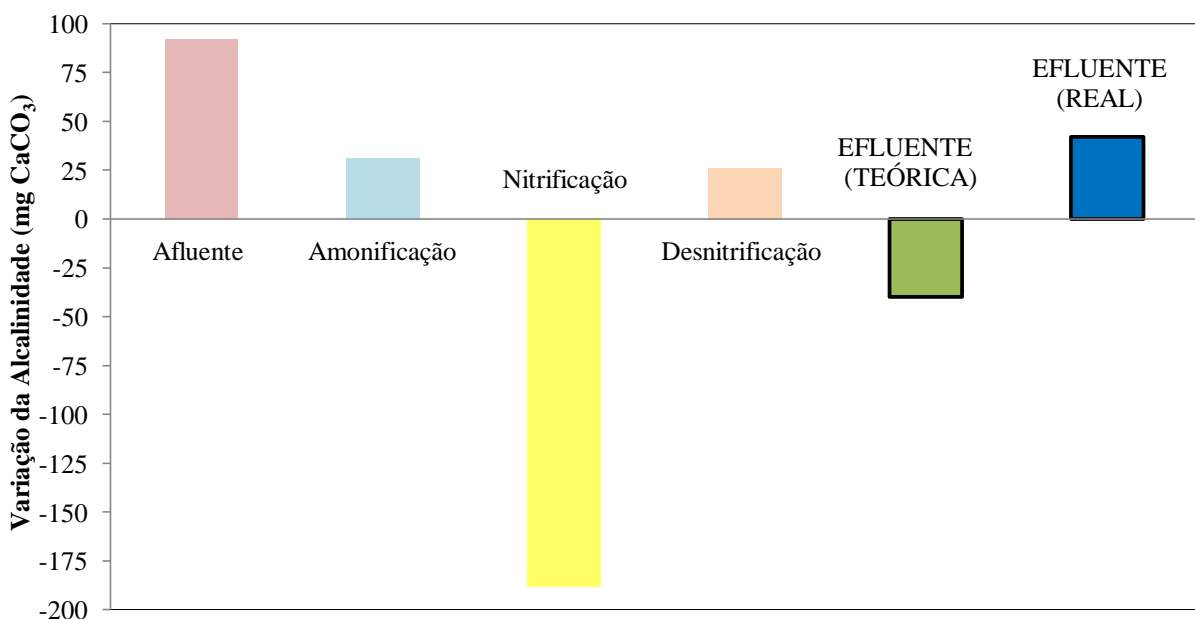 Variação da Alcalinidade (mg CaCO₃)
100
75
50
25
0
-25
-50
-75
-100
-125
-150
-175
-200
Afluente
Amonificação
Nitrificação
Desnitrificação
EFLUENTE
(TEÓRICA)
EFLUENTE
(REAL)